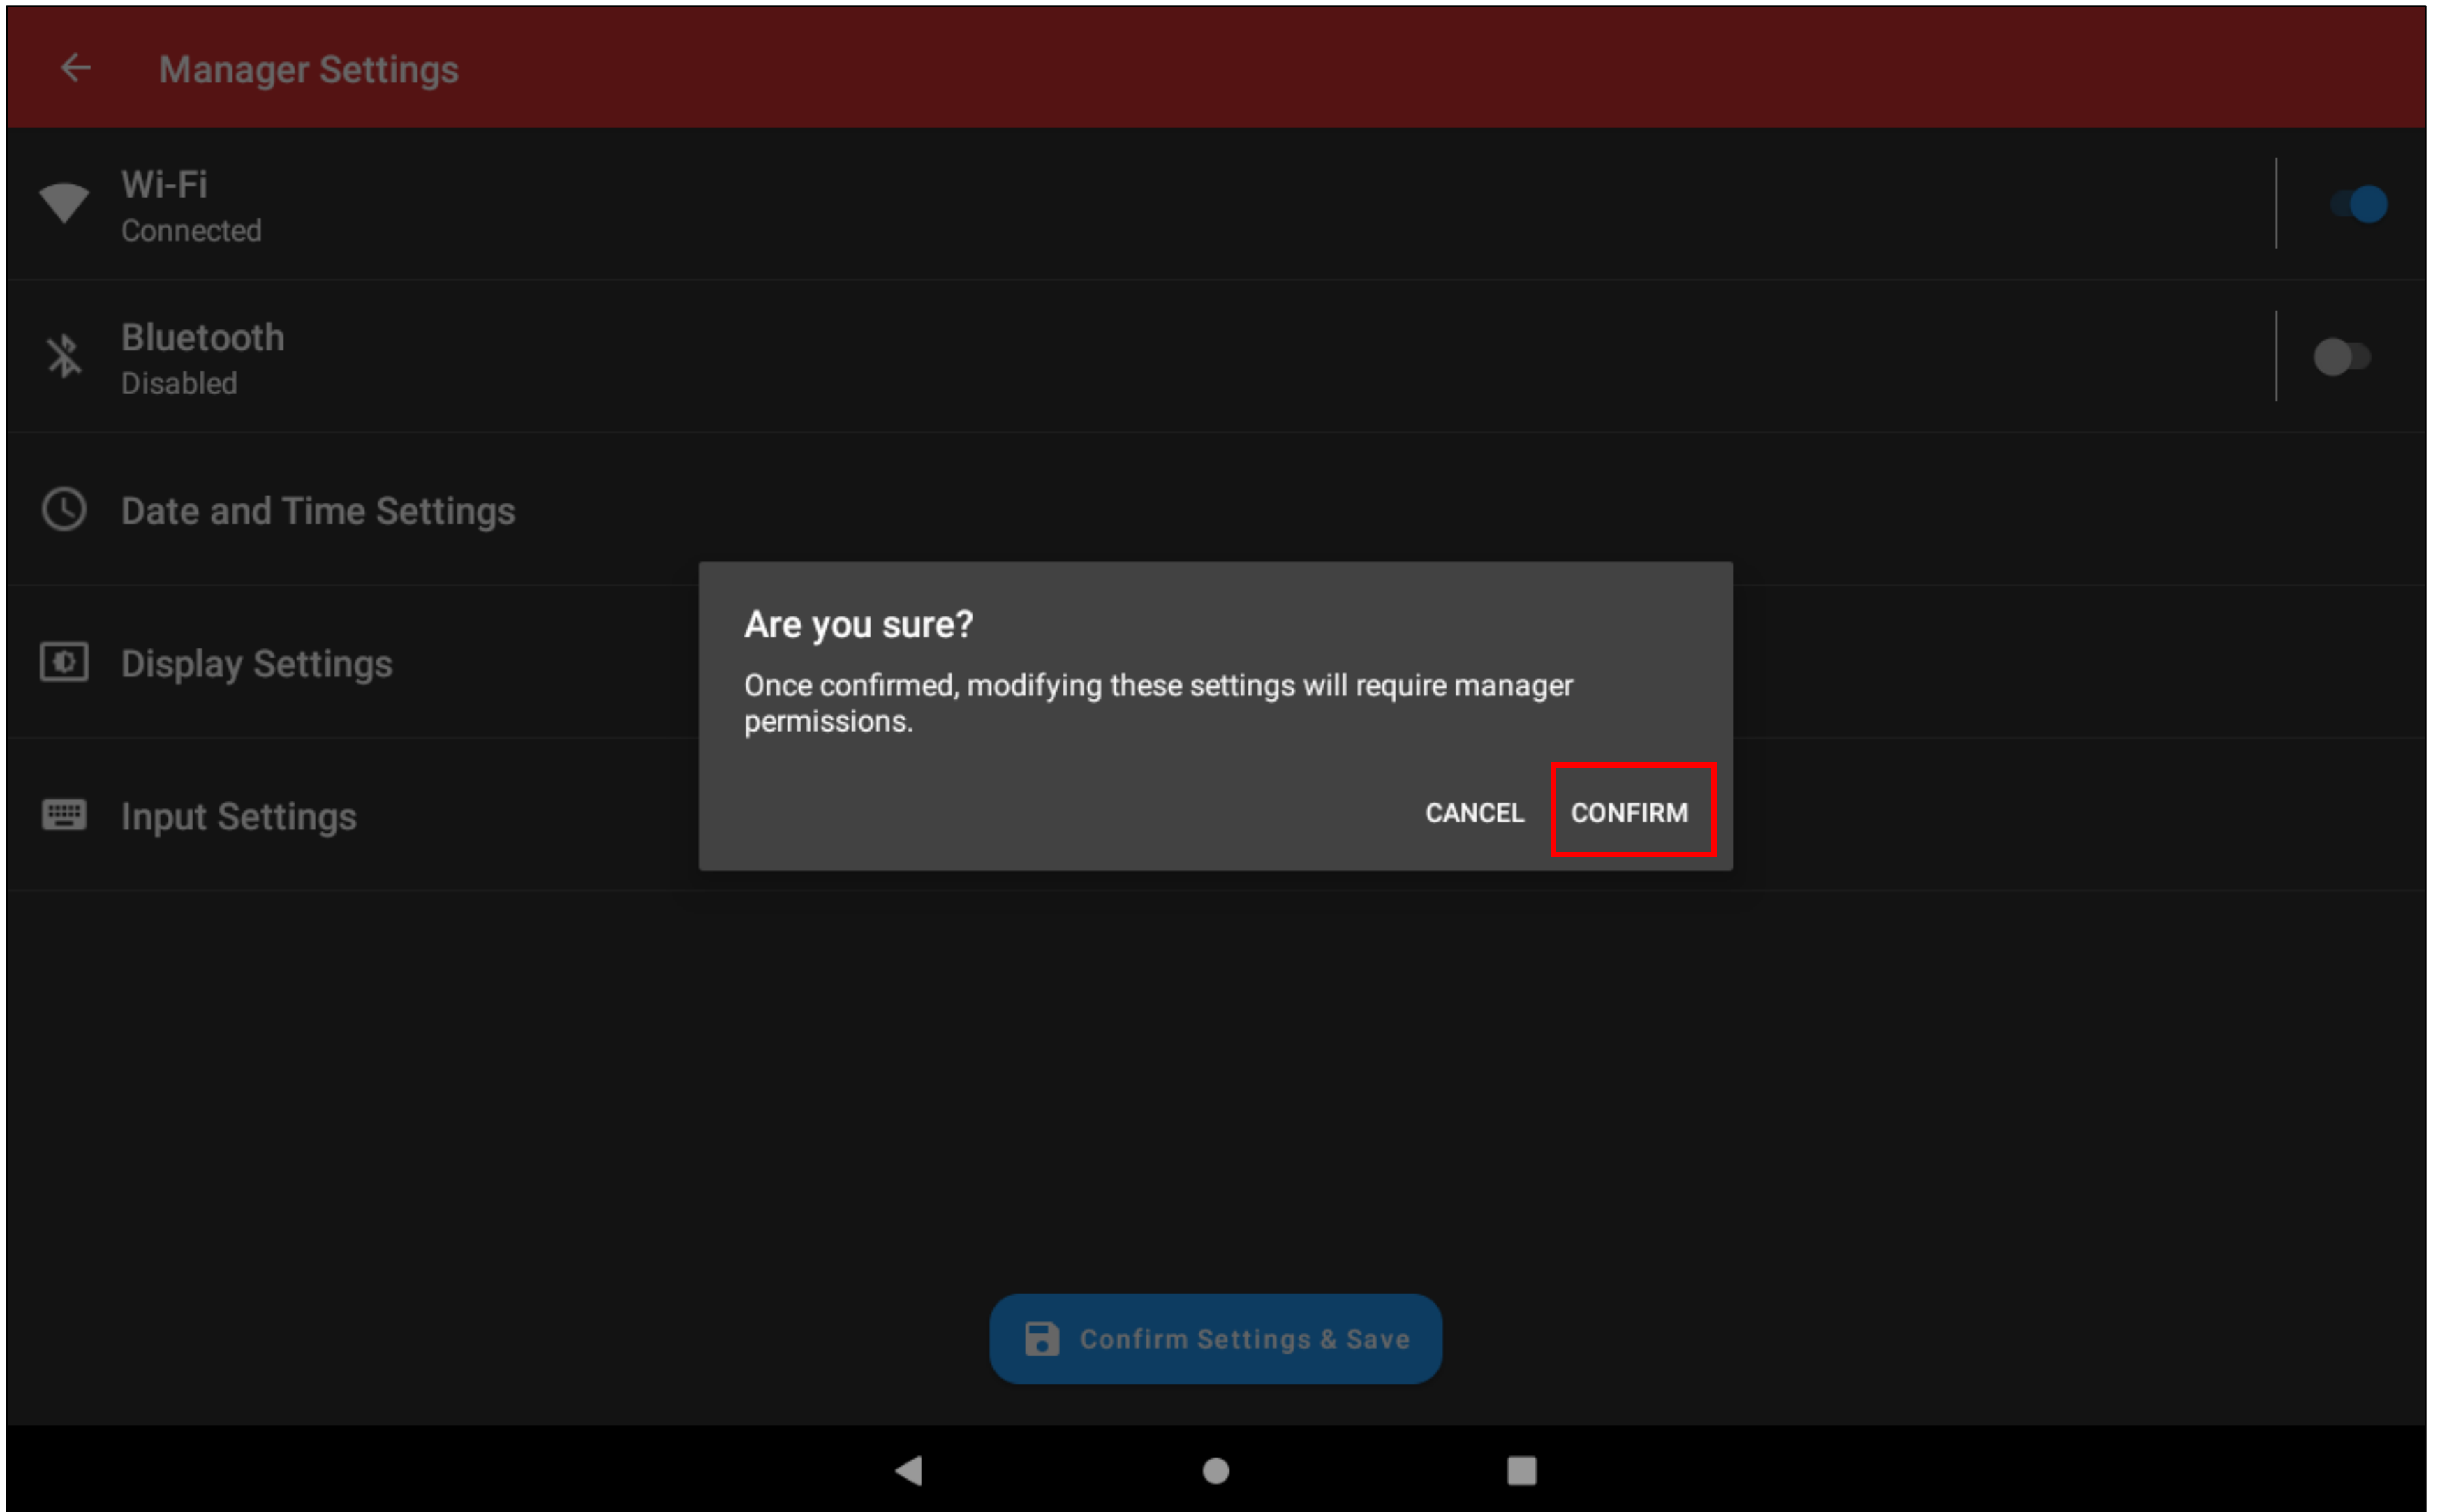 Manager Settings
Wi-Fi
Connected
Bluetooth
Disabled
Date and Time Settings
Display Settings
Input Settings
Are you sure?
Once confirmed, modifying these settings will require manager
permissions.
CANCEL CONFIRM
Confirm Settings & Save